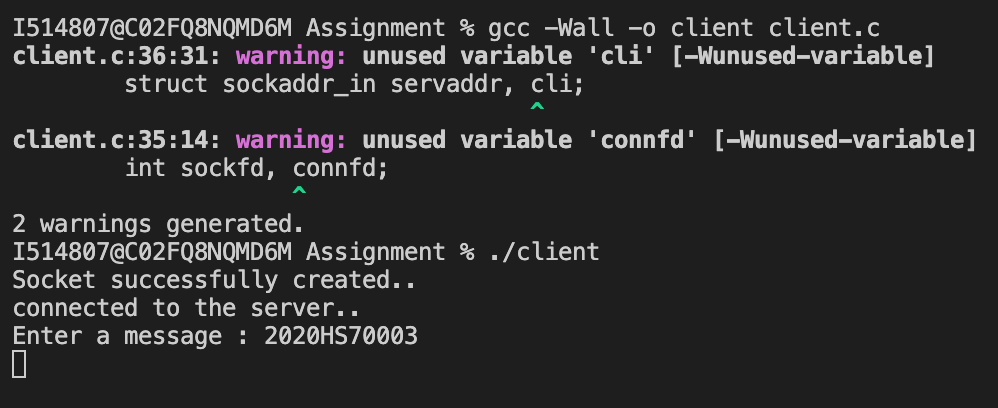 I514807@C02FQ8NQMD6M Assignment % gcc -Wall -o client client.c
client.c:36:31: warning: unused variable 'cli' [-Wunused-variable]
        struct sockaddr_in servaddr, cli;
                                     ^
client.c:35:14: warning: unused variable 'connfd' [-Wunused-variable]
        int sockfd, connfd;
                    ^
2 warnings generated.
I514807@C02FQ8NQMD6M Assignment % ./client
Socket successfully created..
connected to the server..
Enter a message : 2020HS70003